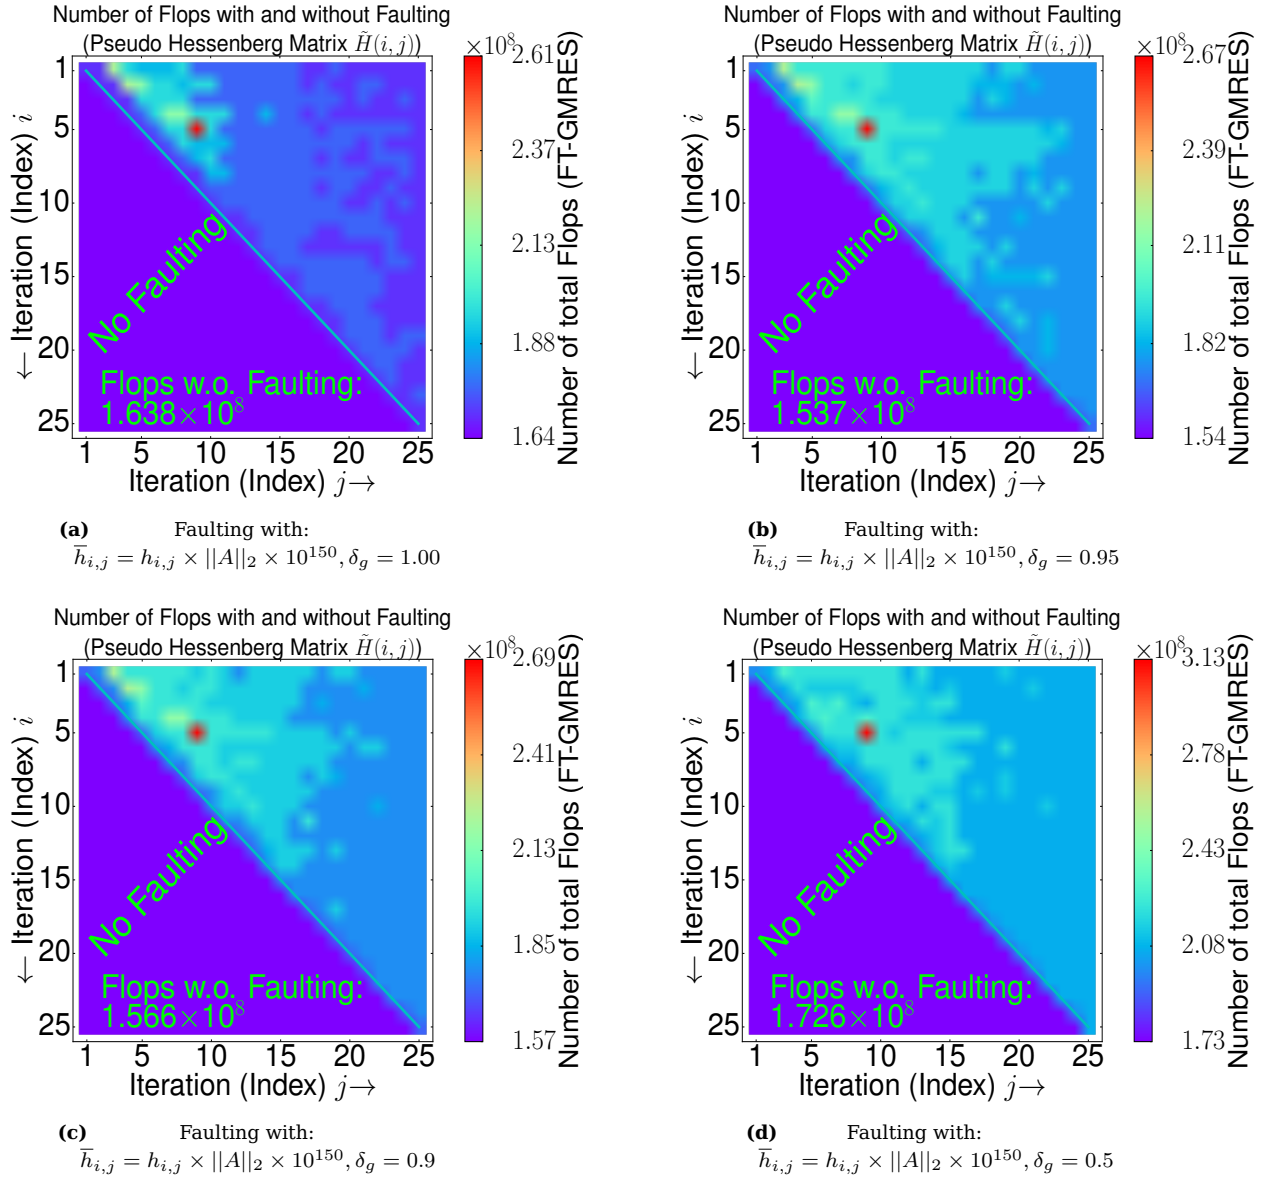 Number of Flops with and without Faulting
(Pseudo Hessenberg Matrix H̃(i, j))
×10⁸
2.61
2.37
2.13
1.88
1.64
Number of total Flops (FT-GMRES)
← Iteration (Index) i
1
5
10
15
20
25
No Faulting
Flops w.o. Faulting:
1.638×10⁸
1 5 10 15 20 25
Iteration (Index) j→
(a) Faulting with:
h̅i,j = hi,j × ||A||₂ × 10¹⁵⁰, δg = 1.00
Number of Flops with and without Faulting
(Pseudo Hessenberg Matrix H̃(i, j))
×10⁸
2.67
2.39
2.11
1.82
1.54
Number of total Flops (FT-GMRES)
← Iteration (Index) i
1
5
10
15
20
25
No Faulting
Flops w.o. Faulting:
1.537×10⁸
1 5 10 15 20 25
Iteration (Index) j→
(b) Faulting with:
h̅i,j = hi,j × ||A||₂ × 10¹⁵⁰, δg = 0.95
Number of Flops with and without Faulting
(Pseudo Hessenberg Matrix H̃(i, j))
×10⁸
2.69
2.41
2.13
1.85
1.57
Number of total Flops (FT-GMRES)
← Iteration (Index) i
1
5
10
15
20
25
No Faulting
Flops w.o. Faulting:
1.566×10⁸
1 5 10 15 20 25
Iteration (Index) j→
(c) Faulting with:
h̅i,j = hi,j × ||A||₂ × 10¹⁵⁰, δg = 0.9
Number of Flops with and without Faulting
(Pseudo Hessenberg Matrix H̃(i, j))
×10⁸
3.13
2.78
2.43
2.08
1.73
Number of total Flops (FT-GMRES)
← Iteration (Index) i
1
5
10
15
20
25
No Faulting
Flops w.o. Faulting:
1.726×10⁸
1 5 10 15 20 25
Iteration (Index) j→
(d) Faulting with:
h̅i,j = hi,j × ||A||₂ × 10¹⁵⁰, δg = 0.5